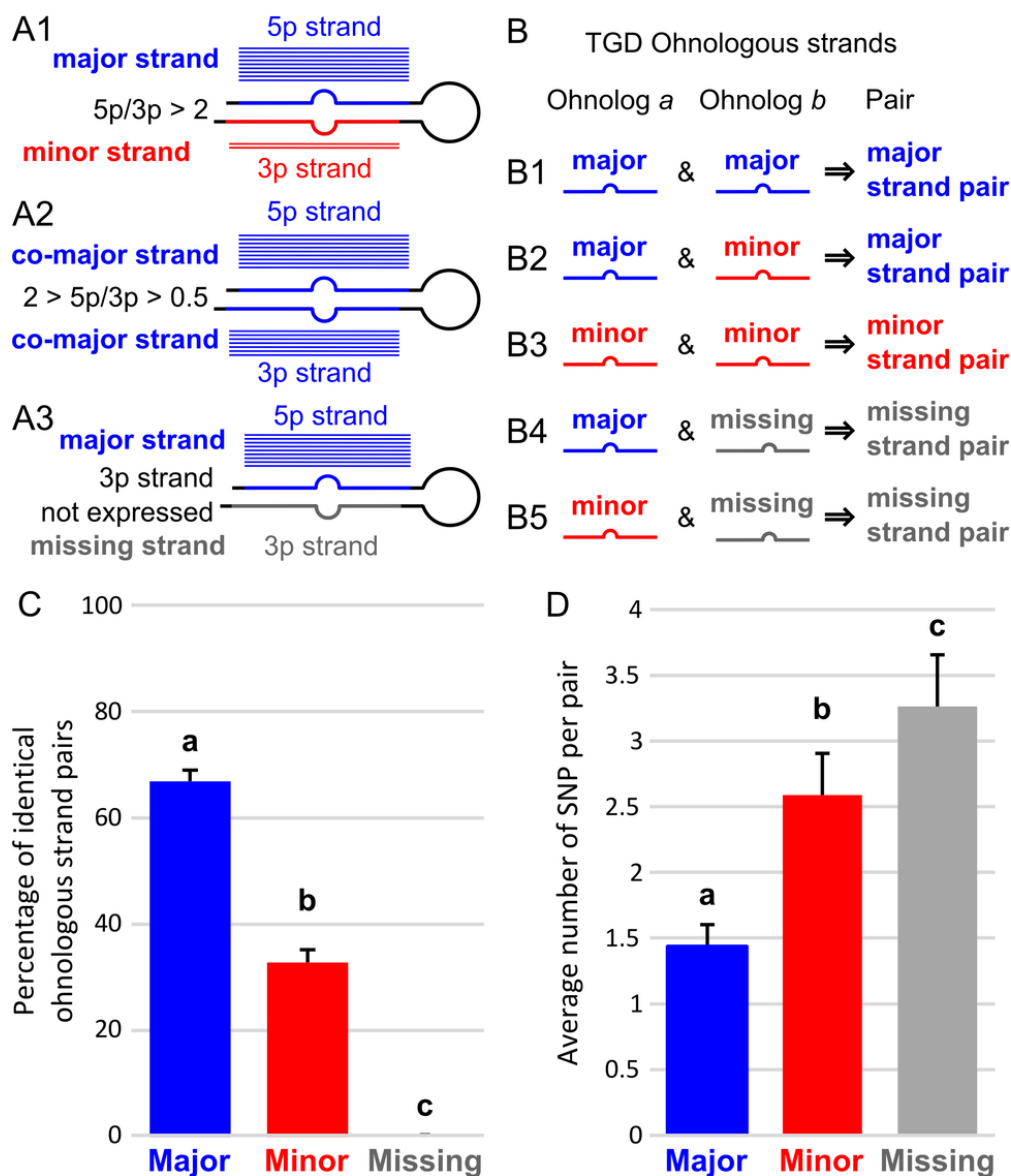 A1
5p strand
major strand
5p/3p > 2
minor strand
3p strand
A2
5p strand
co-major strand
2 > 5p/3p > 0.5
co-major strand
3p strand
A3
5p strand
major strand
3p strand
not expressed
missing strand
3p strand
B
TGD Ohnologous strands
Ohnolog a Ohnolog b Pair
B1 major & major ⇒ major
strand pair
B2 major & minor ⇒ major
strand pair
B3 minor & minor ⇒ minor
strand pair
B4 major & missing ⇒ missing
strand pair
B5 minor & missing ⇒ missing
strand pair
C
Percentage of identical
ohnologous strand pairs
100
80
60
40
20
0
a
b
c
Major Minor Missing
D
Average number of SNP per pair
4
3.5
3
2.5
2
1.5
1
0.5
0
a
b
c
Major Minor Missing